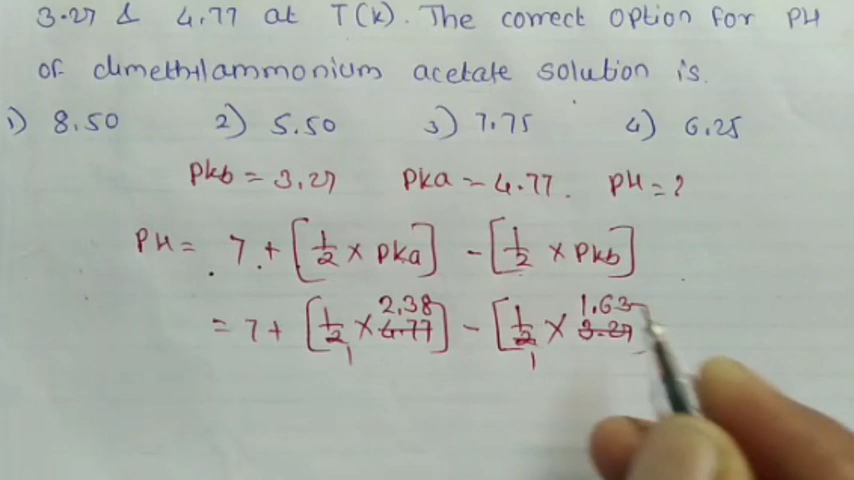 3.27 & 4.77 at T(k). The correct option for PH
of dimethylammonium acetate solution is.
1) 8.50 2) 5.50 3) 7.75 4) 6.25
Pkb = 3.27 Pka = 4.77. PH = ?
PH = 7 + [1/2 × Pka] - [1/2 × Pkb]
= 7 + [1/2 × 4.77] - [1/2 × 3.27]
2.38 1.63
1 1